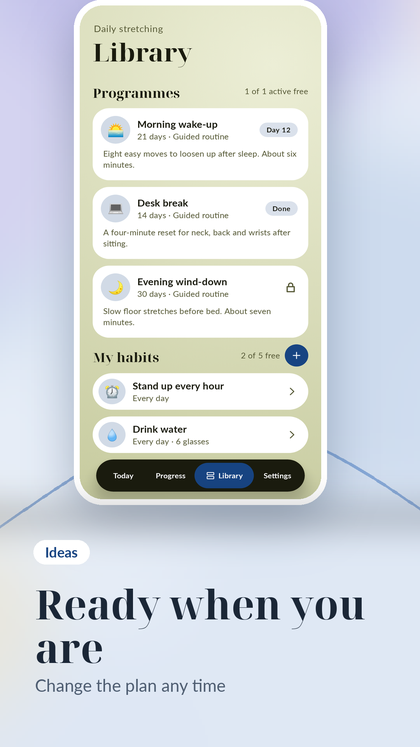 Daily stretching
Library
Programmes
1 of 1 active free
Morning wake-up
21 days · Guided routine
Day 12
Eight easy moves to loosen up after sleep. About six
minutes.
Desk break
14 days · Guided routine
Done
A four-minute reset for neck, back and wrists after
sitting.
Evening wind-down
30 days · Guided routine
Slow floor stretches before bed. About seven
minutes.
My habits
2 of 5 free
Stand up every hour
Every day
Drink water
Every day · 6 glasses
Today
Progress
Library
Settings
Ideas
Ready when you
are
Change the plan any time